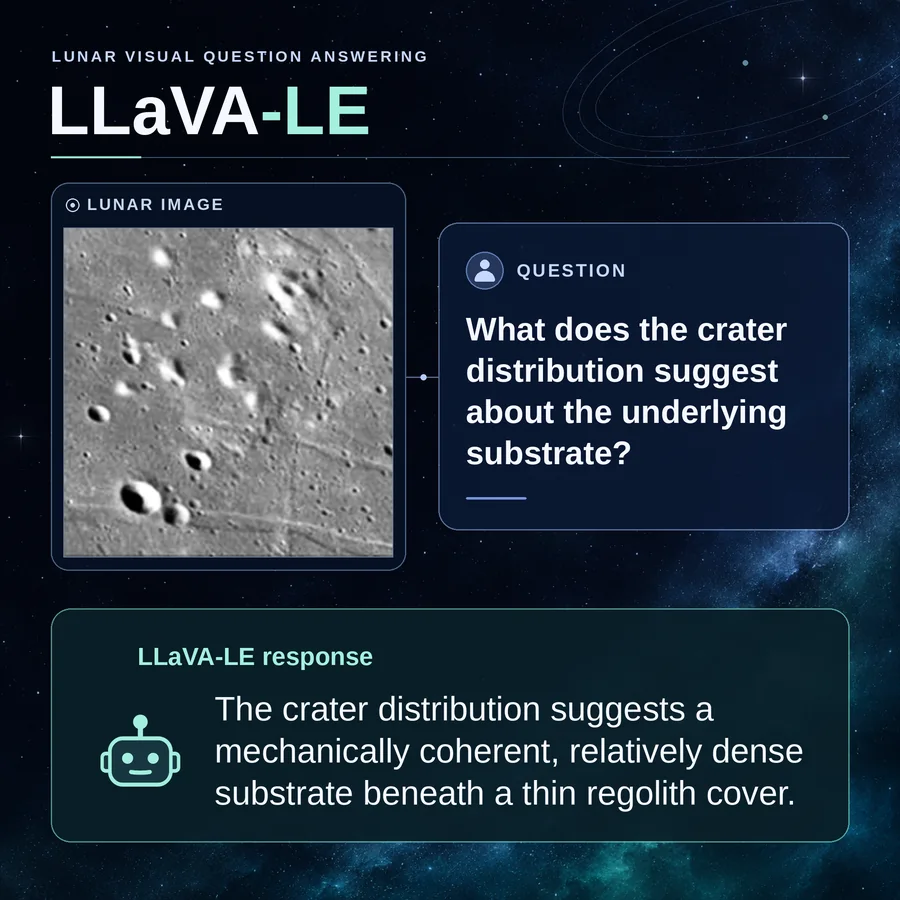 LUNAR VISUAL QUESTION ANSWERING
LLaVA-LE
LUNAR IMAGE
QUESTION
What does the crater
distribution suggest
about the underlying
substrate?
LLaVA-LE response
The crater distribution suggests a
mechanically coherent, relatively dense
substrate beneath a thin regolith cover.